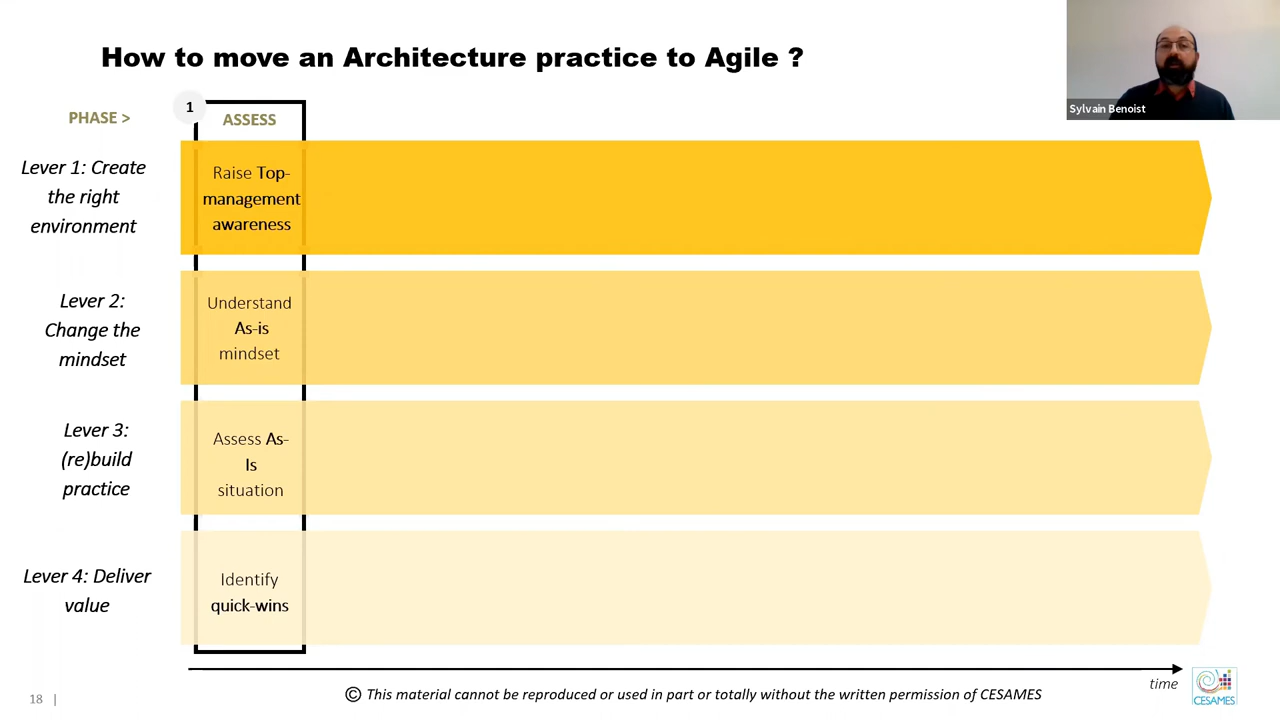 How to move an Architecture practice to Agile ?
Sylvain Benoist
PHASE >
1
ASSESS
Lever 1: Create
the right
environment
Raise Top-
management
awareness
Lever 2:
Change the
mindset
Understand
As-is
mindset
Lever 3:
(re)build
practice
Assess As-
Is
situation
Lever 4: Deliver
value
Identify
quick-wins
time
18 |
© This material cannot be reproduced or used in part or totally without the written permission of CESAMES
CESAMES